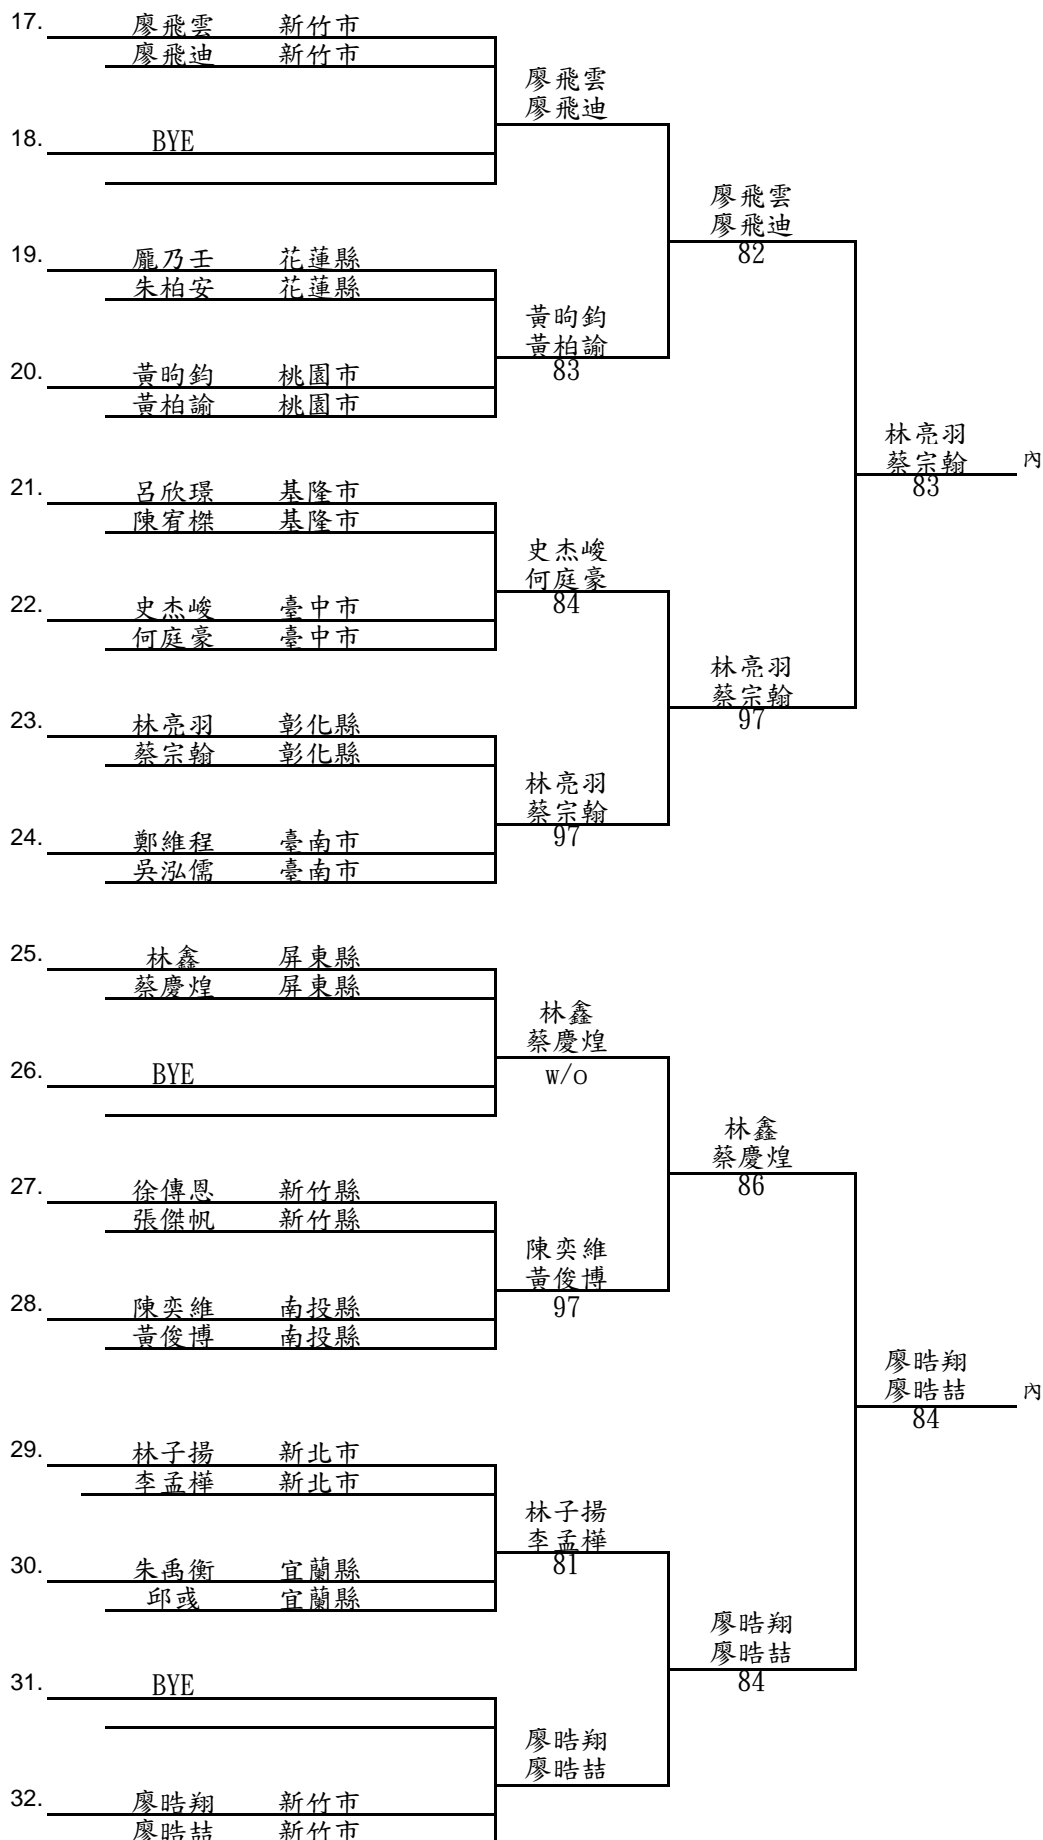 17. 廖飛雲 新竹市
廖飛迪 新竹市
廖飛雲
廖飛迪
18. BYE
廖飛雲
廖飛迪
82
19. 龎乃壬 花蓮縣
朱柏安 花蓮縣
黃昫鈞
黃柏諭
83
20. 黃昫鈞 桃園市
黃柏諭 桃園市
林亮羽
蔡宗翰
83
內
21. 呂欣璟 基隆市
陳宥榤 基隆市
史杰峻
何庭豪
84
22. 史杰峻 臺中市
何庭豪 臺中市
林亮羽
蔡宗翰
97
23. 林亮羽 彰化縣
蔡宗翰 彰化縣
林亮羽
蔡宗翰
97
24. 鄭維程 臺南市
吳泓儒 臺南市
25. 林鑫 屏東縣
蔡慶煌 屏東縣
林鑫
蔡慶煌
w/o
26. BYE
林鑫
蔡慶煌
86
27. 徐傳恩 新竹縣
張傑帆 新竹縣
陳奕維
黃俊博
97
28. 陳奕維 南投縣
黃俊博 南投縣
廖晧翔
廖晧喆
84
內
29. 林子揚 新北市
李孟樺 新北市
林子揚
李孟樺
81
30. 朱禹衡 宜蘭縣
邱彧 宜蘭縣
廖晧翔
廖晧喆
84
31. BYE
廖晧翔
廖晧喆
32. 廖晧翔 新竹市
廖晧喆 新竹市